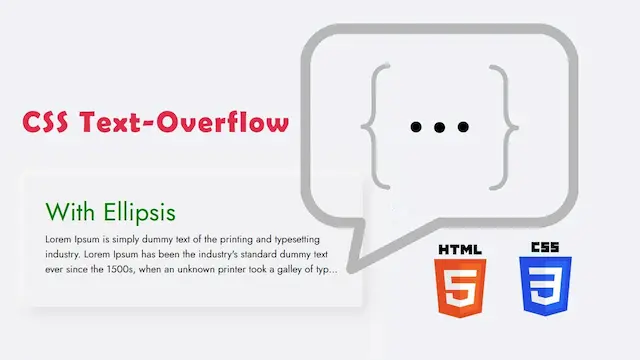 CSS Text-Overflow
{ ... }
With Ellipsis
Lorem Ipsum is simply dummy text of the printing and typesetting
industry. Lorem Ipsum has been the industry's standard dummy text
ever since the 1500s, when an unknown printer took a galley of typ...
HTML
5
CSS
3